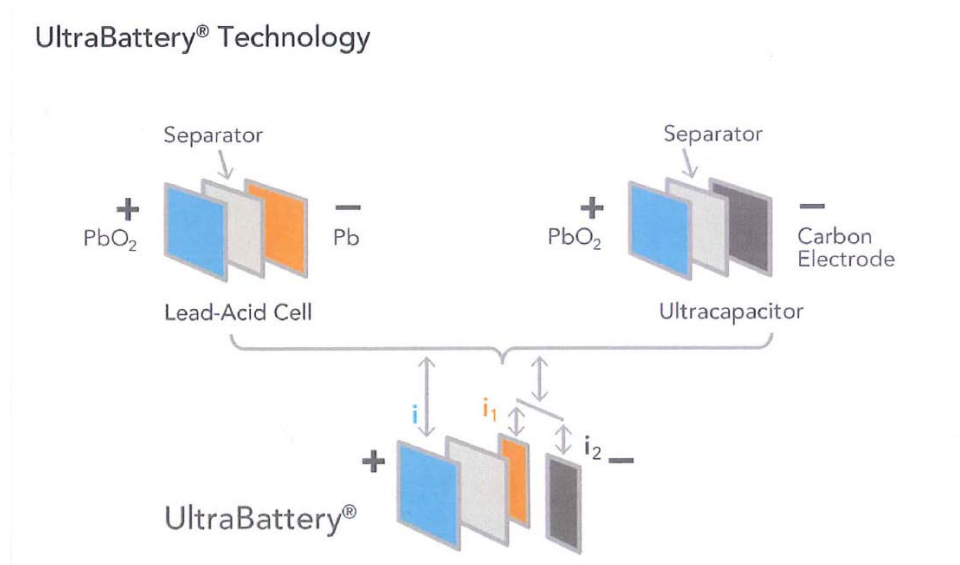 UltraBattery® Technology
Separator
Separator
+
−
+
−
PbO₂
Pb
PbO₂
Carbon
Electrode
Lead-Acid Cell
Ultracapacitor
i
i₁
i₂
+
−
UltraBattery®